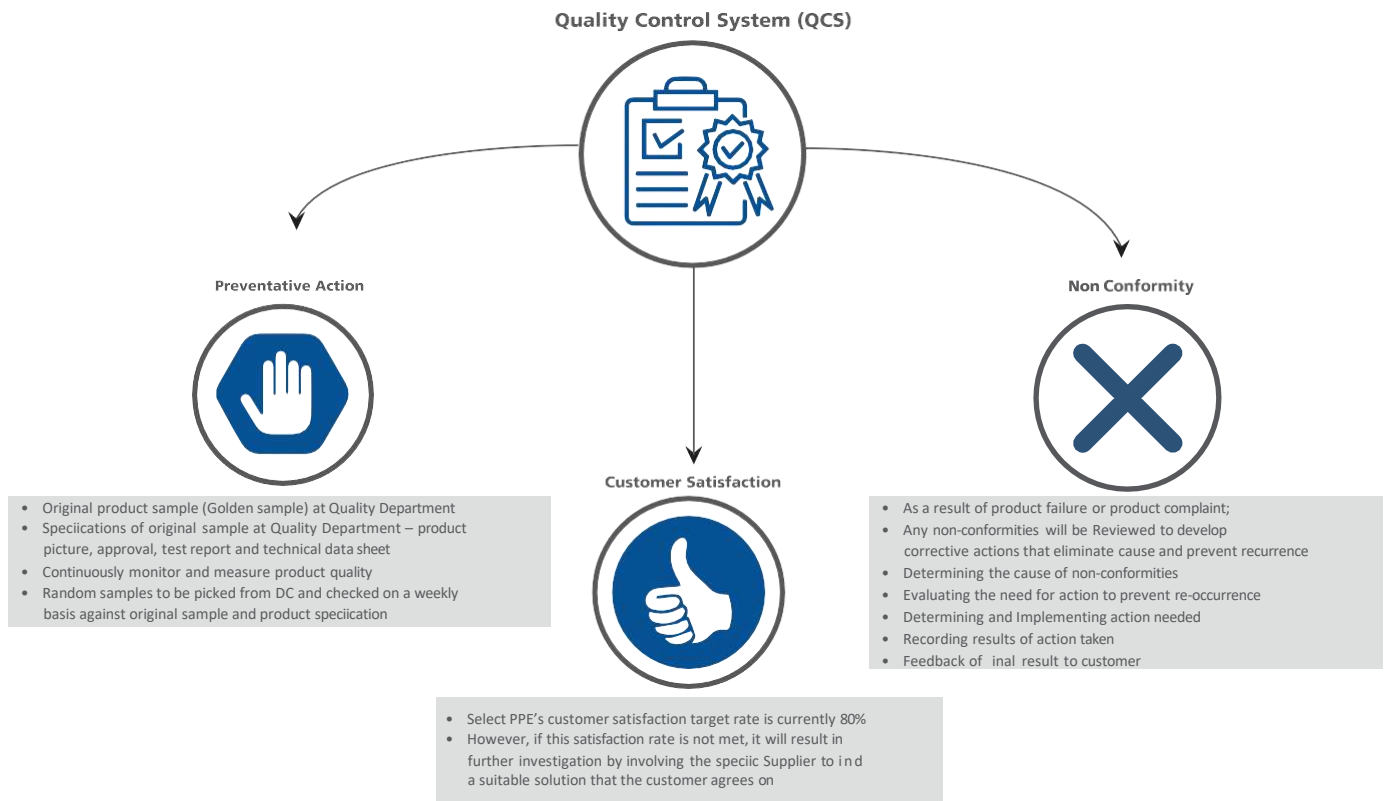 Quality Control System (QCS)
Preventative Action
• Original product sample (Golden sample) at Quality Department
• Speciications of original sample at Quality Department – product
picture, approval, test report and technical data sheet
• Continuously monitor and measure product quality
• Random samples to be picked from DC and checked on a weekly
basis against original sample and product speciication
Customer Satisfaction
• Select PPE’s customer satisfaction target rate is currently 80%
• However, if this satisfaction rate is not met, it will result in
further investigation by involving the speciic Supplier to ind
a suitable solution that the customer agrees on
Non Conformity
• As a result of product failure or product complaint;
• Any non-conformities will be Reviewed to develop
corrective actions that eliminate cause and prevent recurrence
• Determining the cause of non-conformities
• Evaluating the need for action to prevent re-occurrence
• Determining and Implementing action needed
• Recording results of action taken
• Feedback of inal result to customer